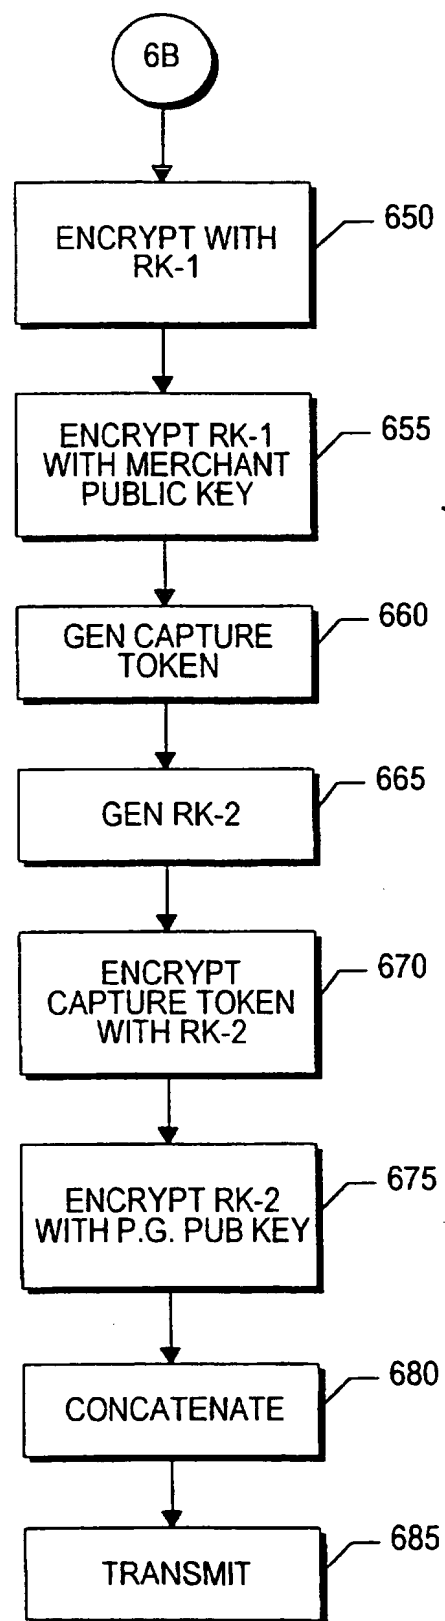 6B
ENCRYPT WITH
RK-1
650
ENCRYPT RK-1
WITH MERCHANT
PUBLIC KEY
655
GEN CAPTURE
TOKEN
660
GEN RK-2
665
ENCRYPT
CAPTURE TOKEN
WITH RK-2
670
ENCRYPT RK-2
WITH P.G. PUB KEY
675
CONCATENATE
680
TRANSMIT
685